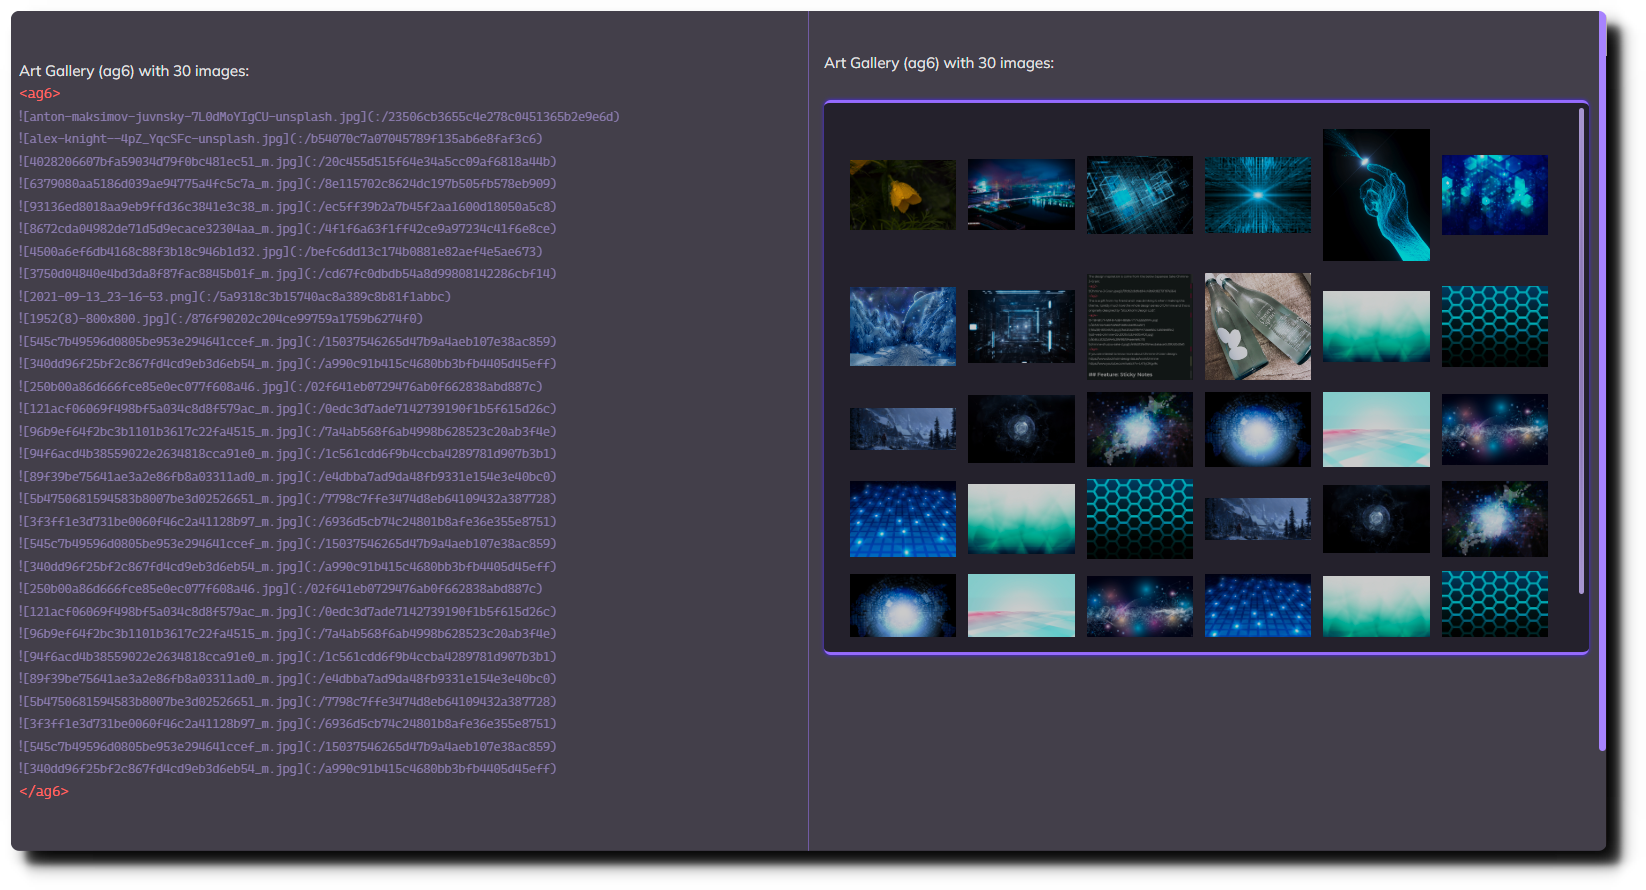 Art Gallery (ag6) with 30 images:
<ag6>
![anton-maksimov-juvnsky-7L0dMoYIgCU-unsplash.jpg](:/23506cb3655c4e278c0451365b2e9e6d)
![alex-knight--4pZ_YqcSFc-unsplash.jpg](:/b54070c7a07045789f135ab6e8faf3c6)
![4028206607bfa59034d79f0bc481ec51_m.jpg](:/20c455d515f64e34a5cc09af6818a44b)
![6379080aa5186d039ae94775a4fc5c7a_m.jpg](:/8e115702c8624dc197b505fb578eb909)
![93136ed8018aa9eb9ffd36c3841e3c38_m.jpg](:/ec5ff39b2a7b45f2aa1600d18050a5c8)
![8672cda04982de71d5d9ecace32304aa_m.jpg](:/4f1f6a63f1ff42ce9a97234c41f6e8ce)
![4500a6ef6db4168c88f3b18c946b1d32.jpg](:/befc6dd13c174b0881e82aef4e5ae673)
![3750d04840e4bd3da8f87fac8845b01f_m.jpg](:/cd67fc0dbdb54a8d99808142286cbf14)
![2021-09-13_23-16-53.png](:/5a9318c3b15740ac8a389c8b81f1abbc)
![1952(8)-800x800.jpg](:/876f90202c204ce99759a1759b6274f0)
![545c7b49596d0805be953e294641ccef_m.jpg](:/15037546265d47b9a4aeb107e38ac859)
![340dd96f25bf2c867fd4cd9eb3d6eb54_m.jpg](:/a990c91b415c4680bb3bfb4405d45eff)
![250b00a86d666fce85e0ec077f608a46.jpg](:/02f641eb0729476ab0f662838abd887c)
![121acf06069f498bf5a034c8d8f579ac_m.jpg](:/0edc3d7ade7142739190f1b5f615d26c)
![96b9ef64f2bc3b1101b3617c22fa4515_m.jpg](:/7a4ab568f6ab4998b628523c20ab3f4e)
![94f6acd4b38559022e2634818cca91e0_m.jpg](:/1c561cdd6f9b4ccba4289781d907b3b1)
![89f39be75641ae3a2e86fb8a03311ad0_m.jpg](:/e4dbba7ad9da48fb9331e154e3e40bc0)
![5b4750681594583b8007be3d02526651_m.jpg](:/7798c7ffe3474d8eb64109432a387728)
![3f3ff1e3d731be0060f46c2a41128b97_m.jpg](:/6936d5cb74c24801b8afe36e355e8751)
![545c7b49596d0805be953e294641ccef_m.jpg](:/15037546265d47b9a4aeb107e38ac859)
![340dd96f25bf2c867fd4cd9eb3d6eb54_m.jpg](:/a990c91b415c4680bb3bfb4405d45eff)
![250b00a86d666fce85e0ec077f608a46.jpg](:/02f641eb0729476ab0f662838abd887c)
![121acf06069f498bf5a034c8d8f579ac_m.jpg](:/0edc3d7ade7142739190f1b5f615d26c)
![96b9ef64f2bc3b1101b3617c22fa4515_m.jpg](:/7a4ab568f6ab4998b628523c20ab3f4e)
![94f6acd4b38559022e2634818cca91e0_m.jpg](:/1c561cdd6f9b4ccba4289781d907b3b1)
![89f39be75641ae3a2e86fb8a03311ad0_m.jpg](:/e4dbba7ad9da48fb9331e154e3e40bc0)
![5b4750681594583b8007be3d02526651_m.jpg](:/7798c7ffe3474d8eb64109432a387728)
![3f3ff1e3d731be0060f46c2a41128b97_m.jpg](:/6936d5cb74c24801b8afe36e355e8751)
![545c7b49596d0805be953e294641ccef_m.jpg](:/15037546265d47b9a4aeb107e38ac859)
![340dd96f25bf2c867fd4cd9eb3d6eb54_m.jpg](:/a990c91b415c4680bb3bfb4405d45eff)
</ag6>
Art Gallery (ag6) with 30 images:
## Feature: Sticky Notes